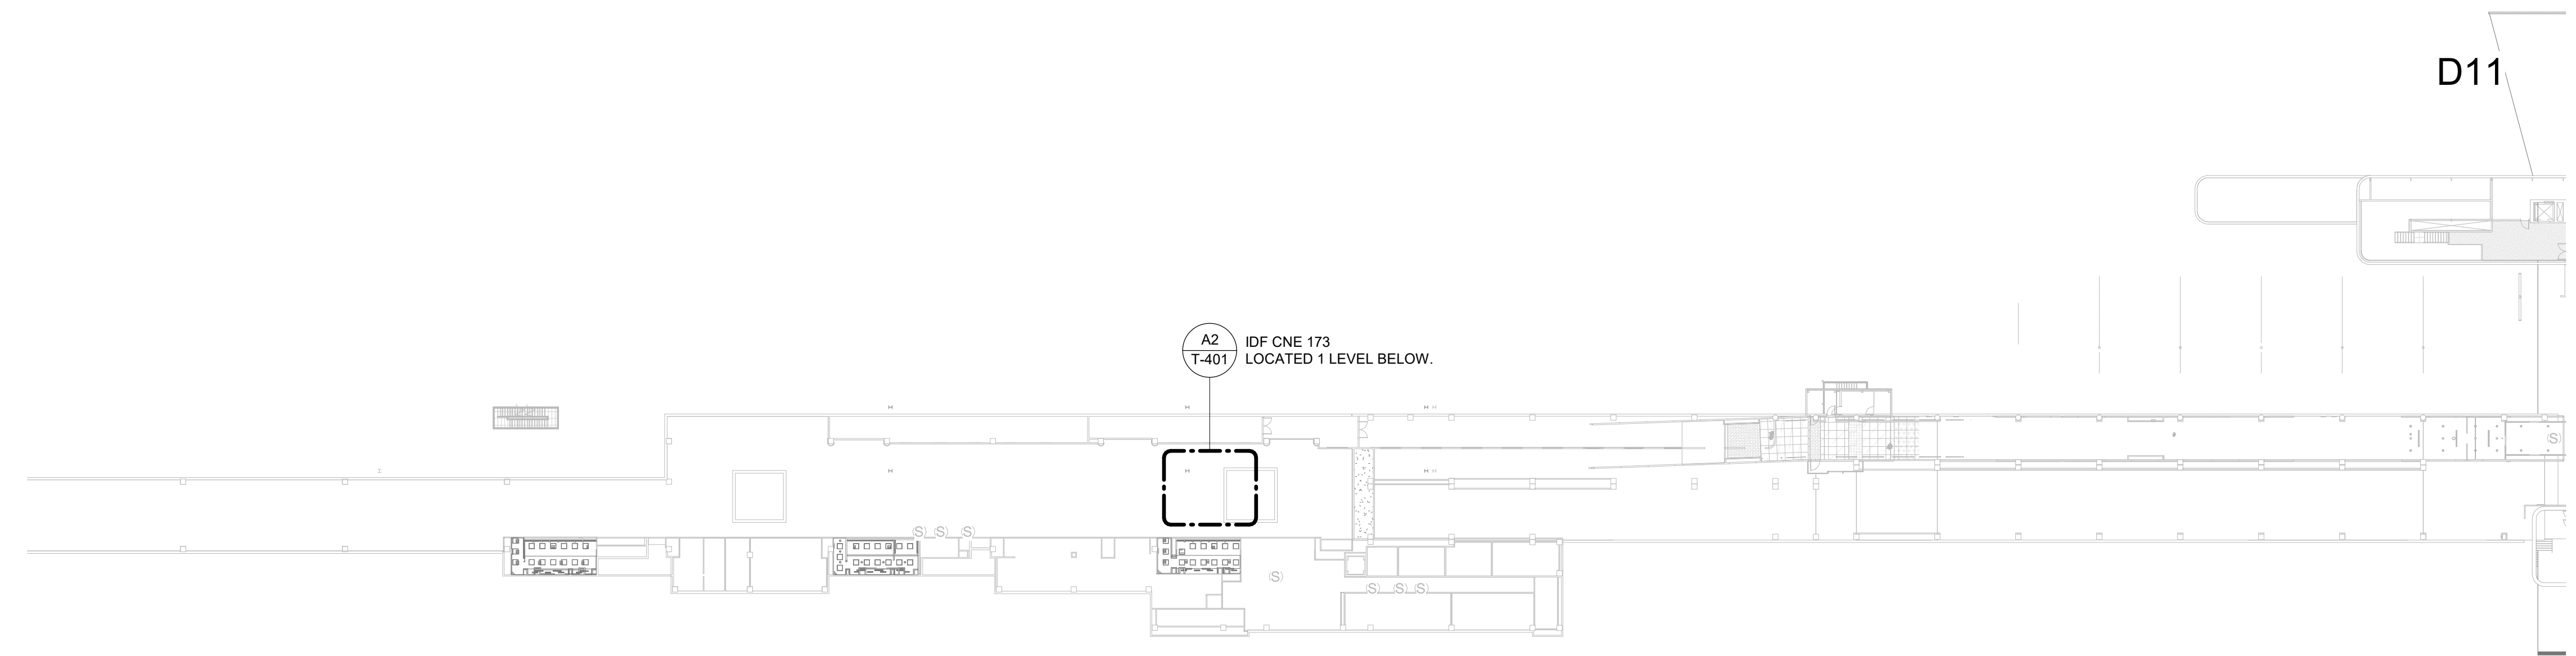 D11
A2
T-401
IDF CNE 173
LOCATED 1 LEVEL BELOW.
H
H
H H
Z
H
H
H H
(S)
(S) (S) (S)
(S)
(S) (S) (S)